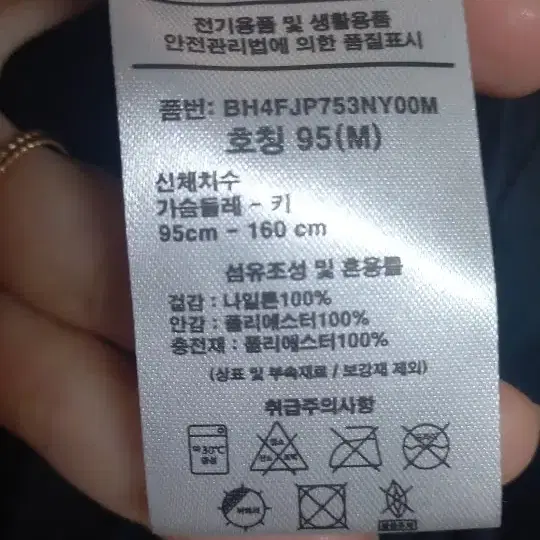 전기용품 및 생활용품
안전관리법에 의한 품질표시
품번: BH4FJP753NY00M
호칭 95(M)
신체치수
가슴둘레 - 키
95cm - 160 cm
섬유조성 및 혼용률
겉감 : 나일론100%
안감 : 폴리에스터100%
충전재 : 폴리에스터100%
(상표 및 부속재료 / 보강재 제외)
취급주의사항
약 30℃
중성